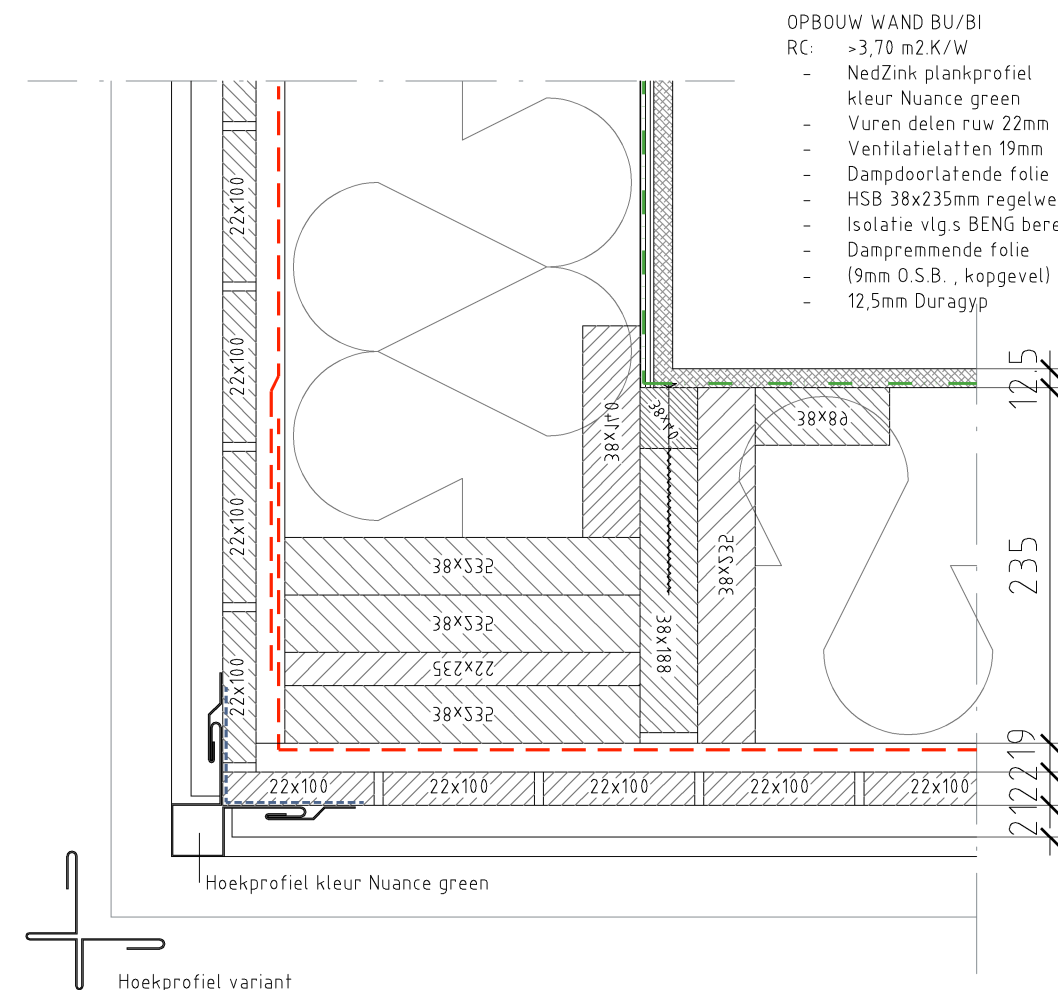 OPBOUW WAND BU/BI
RC: >3,70 m2.K/W
- NedZink plankprofiel
kleur Nuance green
- Vuren delen ruw 22mm
- Ventilatielatten 19mm
- Dampdoorlatende folie
- HSB 38x235mm regelwe
- Isolatie vlg.s BENG bere
- Dampremmende folie
- (9mm O.S.B. , kopgevel)
- 12,5mm Duragyp
22x100
22x100
22x100
22x100
38x140
38x40
38x89
12,5
38x235
38x235
22x235
38x235
38x188
38x235
235
19
22
21
22x100
22x100
22x100
22x100
22x100
Hoekprofiel kleur Nuance green
Hoekprofiel variant